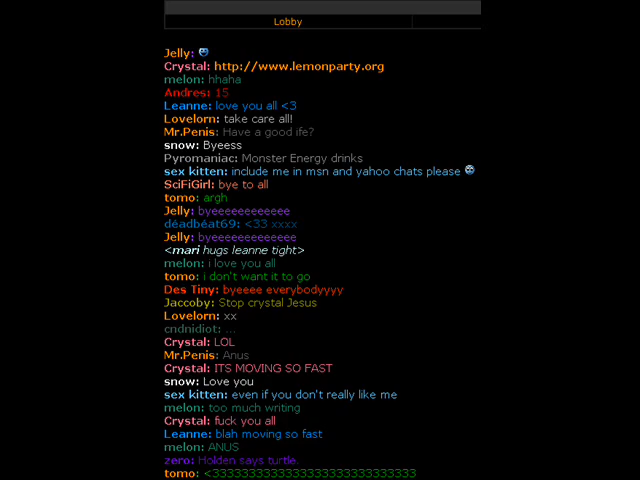 Lobby
Jelly:
Crystal: http://www.lemonparty.org
melon: hhaha
Andres: 15
Leanne: love you all <3
Lovelorn: take care all!
Mr.Penis: Have a good ife?
snow: Byeess
Pyromaniac: Monster Energy drinks
sex kitten: include me in msn and yahoo chats please
SciFiGirl: bye to all
tomo: argh
Jelly: byeeeeeeeeeeee
déadbéat69: <33 xxxx
Jelly: byeeeeeeeeeeeee
<mari hugs leanne tight>
melon: i love you all
tomo: i don't want it to go
Des Tiny: byeeee everybodyyyy
Jaccoby: Stop crystal Jesus
Lovelorn: xx
cndnidiot: ...
Crystal: LOL
Mr.Penis: Anus
Crystal: ITS MOVING SO FAST
snow: Love you
sex kitten: even if you don't really like me
melon: too much writing
Crystal: fuck you all
Leanne: blah moving so fast
melon: ANUS
zero: Holden says turtle.
tomo: <33333333333333333333333333333